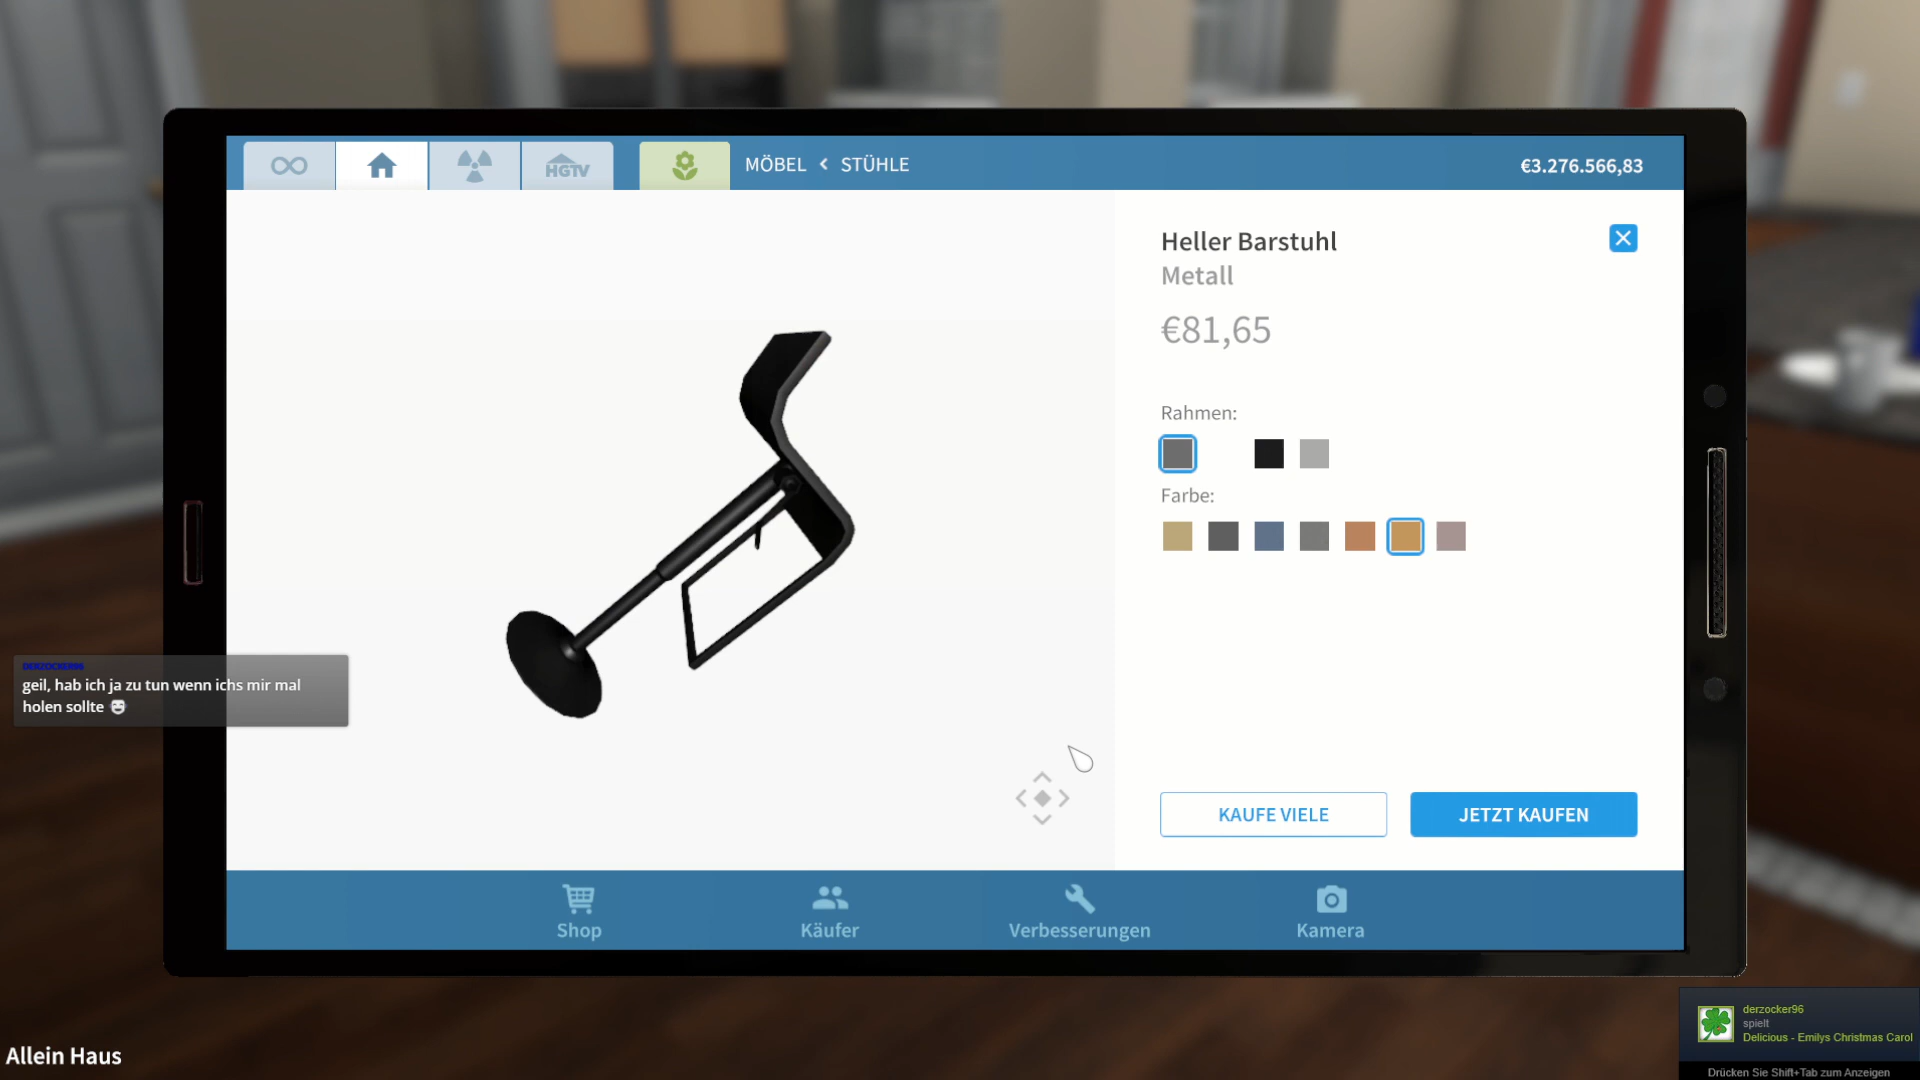 HGTV
MÖBEL < STÜHLE
€3.276.566,83
Heller Barstuhl
Metall
€81,65
Rahmen:
Farbe:
KAUFE VIELE
JETZT KAUFEN
DERZOCKER96
geil, hab ich ja zu tun wenn ichs mir mal
holen sollte
Shop
Käufer
Verbesserungen
Kamera
Allein Haus
derzocker96
spielt
Delicious - Emilys Christmas Carol
Drücken Sie Shift+Tab zum Anzeigen